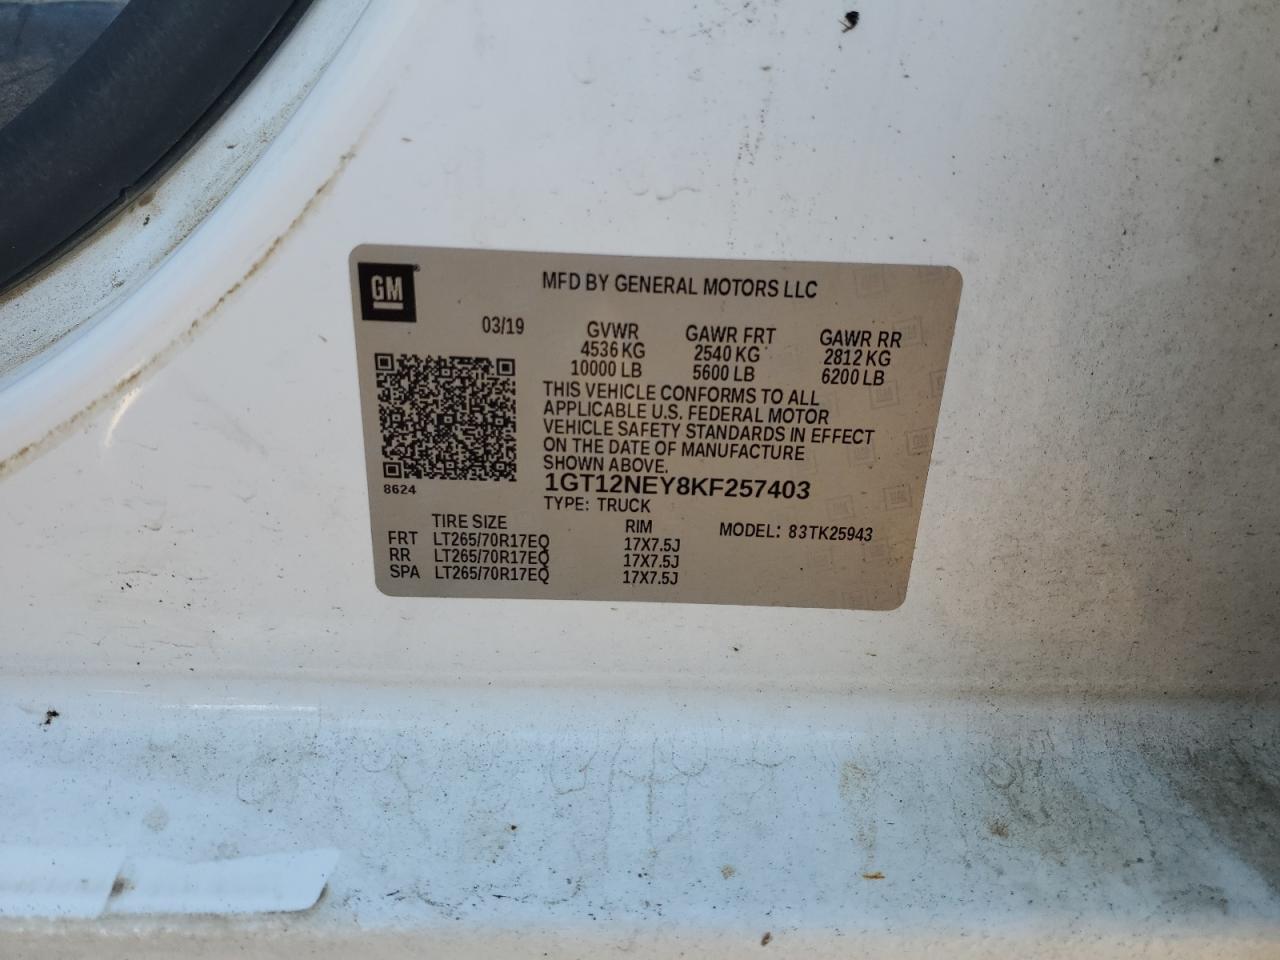 GM
MFD BY GENERAL MOTORS LLC
03/19 GVWR GAWR FRT GAWR RR
4536 KG 2540 KG 2812 KG
10000 LB 5600 LB 6200 LB
THIS VEHICLE CONFORMS TO ALL
APPLICABLE U.S. FEDERAL MOTOR
VEHICLE SAFETY STANDARDS IN EFFECT
ON THE DATE OF MANUFACTURE
SHOWN ABOVE.
8624
1GT12NEY8KF257403
TYPE: TRUCK
TIRE SIZE RIM MODEL: 83TK25943
FRT LT265/70R17EQ 17X7.5J
RR LT265/70R17EQ 17X7.5J
SPA LT265/70R17EQ 17X7.5J